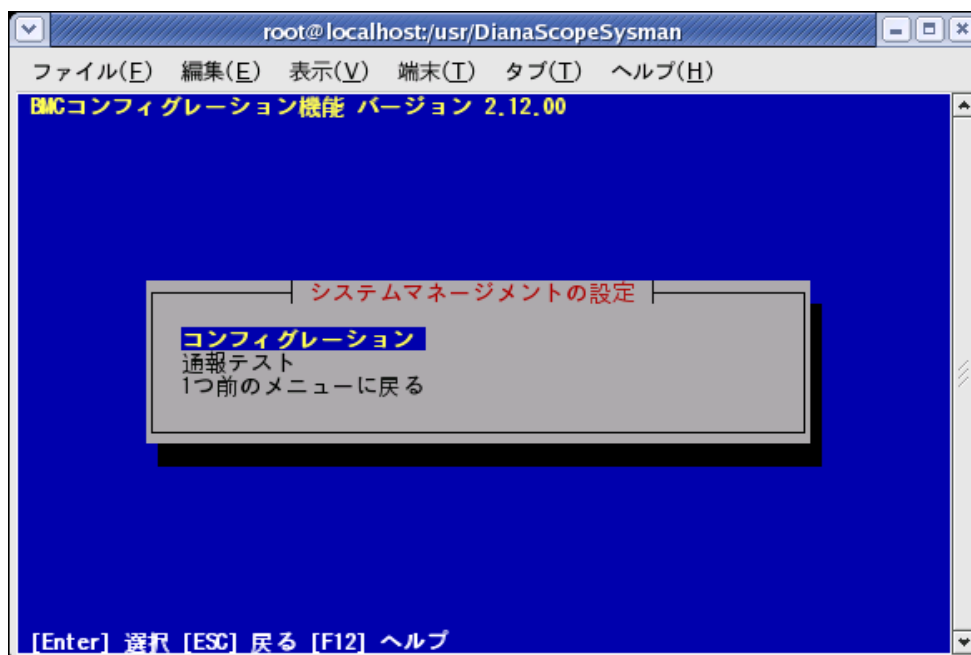 root@localhost:/usr/DianaScopeSysman
ファイル(F) 編集(E) 表示(V) 端末(T) タブ(T) ヘルプ(H)
BMCコンフィグレーション機能 バージョン 2.12.00
システムマネージメントの設定
コンフィグレーション
通報テスト
1つ前のメニューに戻る
[Enter] 選択 [ESC] 戻る [F12] ヘルプ